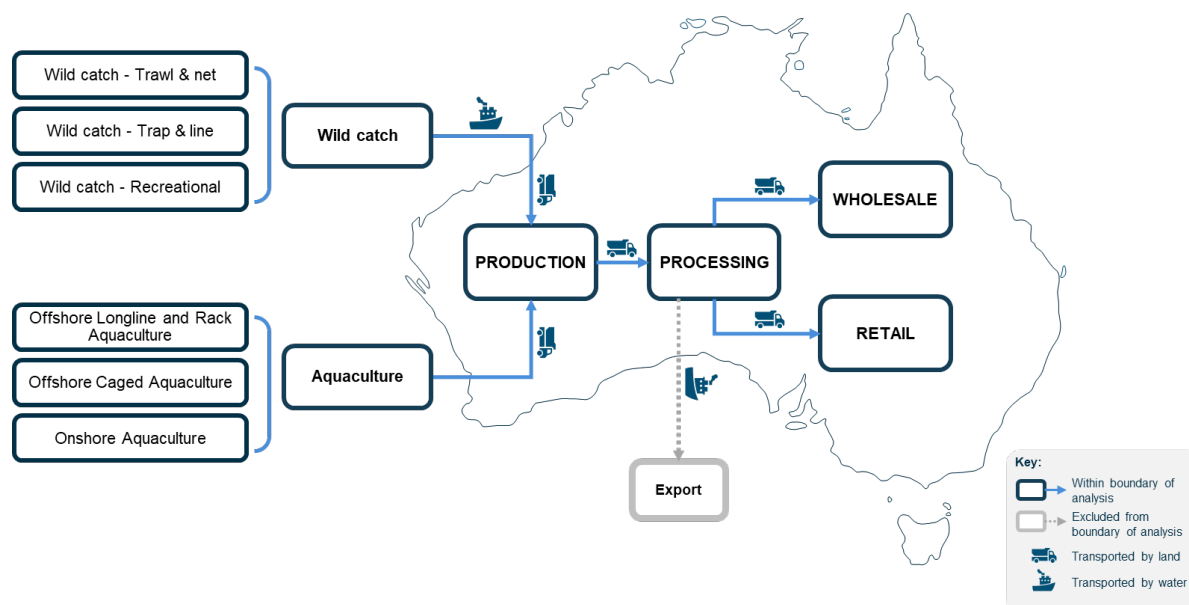 Wild catch - Trawl & net
Wild catch - Trap & line
Wild catch - Recreational
Wild catch
Offshore Longline and Rack
Aquaculture
Offshore Caged Aquaculture
Onshore Aquaculture
Aquaculture
PRODUCTION
PROCESSING
WHOLESALE
RETAIL
Export
Key:
Within boundary of
analysis
Excluded from
boundary of analysis
Transported by land
Transported by water